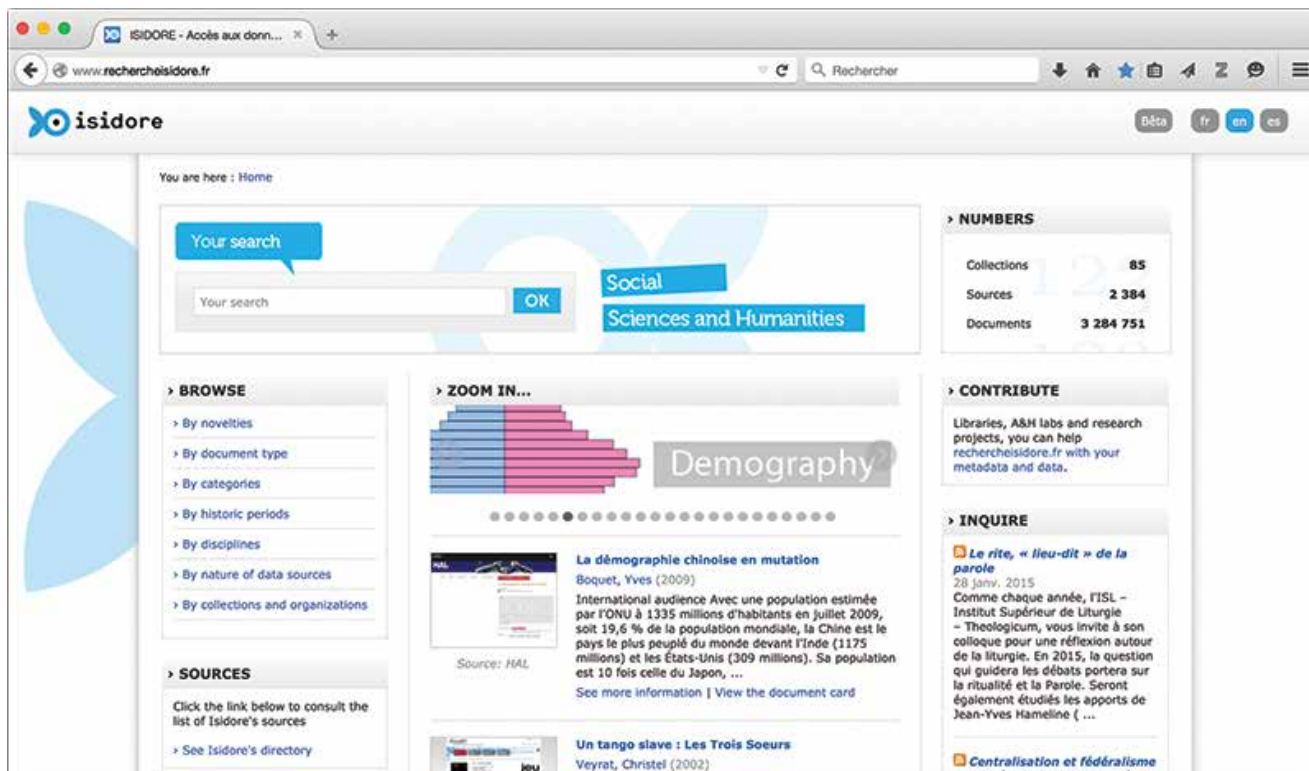 ISIDORE - Accès aux donn...
www.rechercheisidore.fr
Rechercher
isidore
Bêta
fr
en
es
You are here : Home
Your search
Your search
OK
Social
Sciences and Humanities
› NUMBERS
Collections 85
Sources 2 384
Documents 3 284 751
› BROWSE
› By novelties
› By document type
› By categories
› By historic periods
› By disciplines
› By nature of data sources
› By collections and organizations
› SOURCES
Click the link below to consult the
list of Isidore's sources
› See Isidore's directory
› ZOOM IN...
Demography
HAL
Source: HAL
La démographie chinoise en mutation
Boquet, Yves (2009)
International audience Avec une population estimée
par l'ONU à 1335 millions d'habitants en juillet 2009,
soit 19,6 % de la population mondiale, la Chine est le
pays le plus peuplé du monde devant l'Inde (1175
millions) et les États-Unis (309 millions). Sa population
est 10 fois celle du Japon, ...
See more information | View the document card
jeu
Un tango slave : Les Trois Soeurs
Veyrat, Christel (2002)
› CONTRIBUTE
Libraries, A&H labs and research
projects, you can help
rechercheisidore.fr with your
metadata and data.
› INQUIRE
Le rite, « lieu-dit » de la
parole
28 janv. 2015
Comme chaque année, l'ISL –
Institut Supérieur de Liturgie
– Theologicum, vous invite à son
colloque pour une réflexion autour
de la liturgie. En 2015, la question
qui guidera les débats portera sur
la ritualité et la Parole. Seront
également étudiés les apports de
Jean-Yves Hameline ( ...
Centralisation et fédéralisme